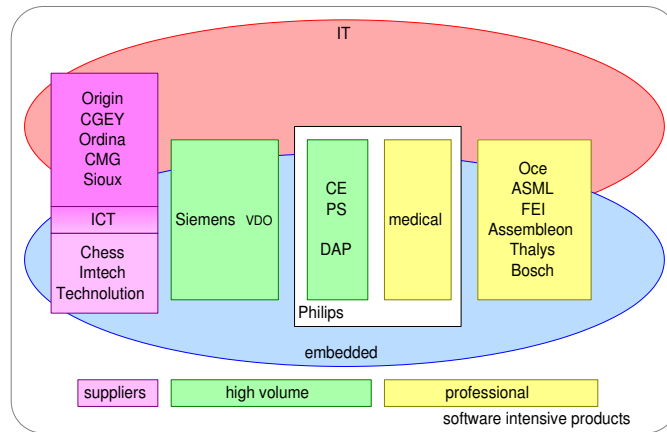 IT
Origin
CGEY
Ordina
CMG
Sioux
ICT
Chess
Imtech
Technolution
Siemens VDO
CE
PS
DAP
medical
Philips
Oce
ASML
FEI
Assembleon
Thalys
Bosch
embedded
suppliers
high volume
professional
software intensive products